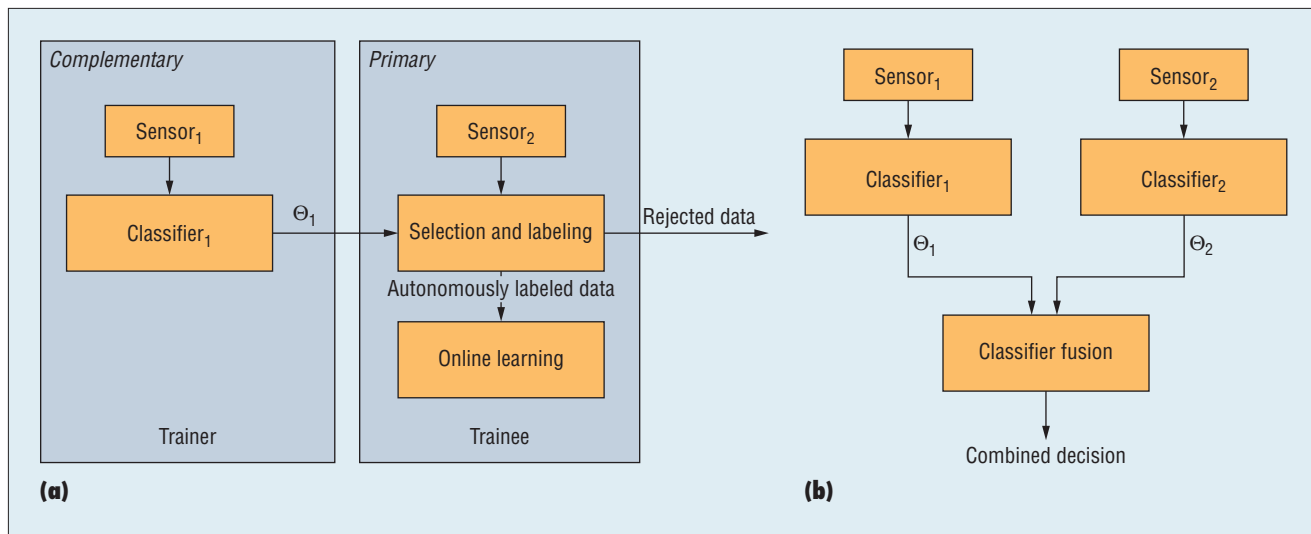 Complementary
Sensor₁
Classifier₁
Θ₁
Trainer
Primary
Sensor₂
Selection and labeling
Rejected data
Autonomously labeled data
Online learning
Trainee
(a)
Sensor₁
Sensor₂
Classifier₁
Classifier₂
Θ₁
Θ₂
Classifier fusion
Combined decision
(b)